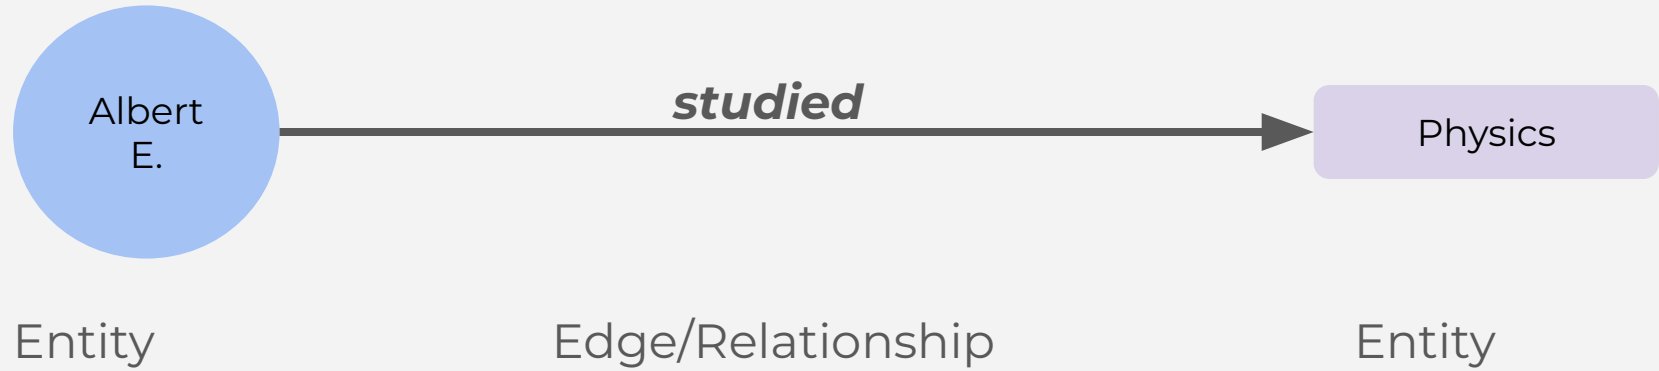 Albert
E.
studied
Physics
Entity
Edge/Relationship
Entity